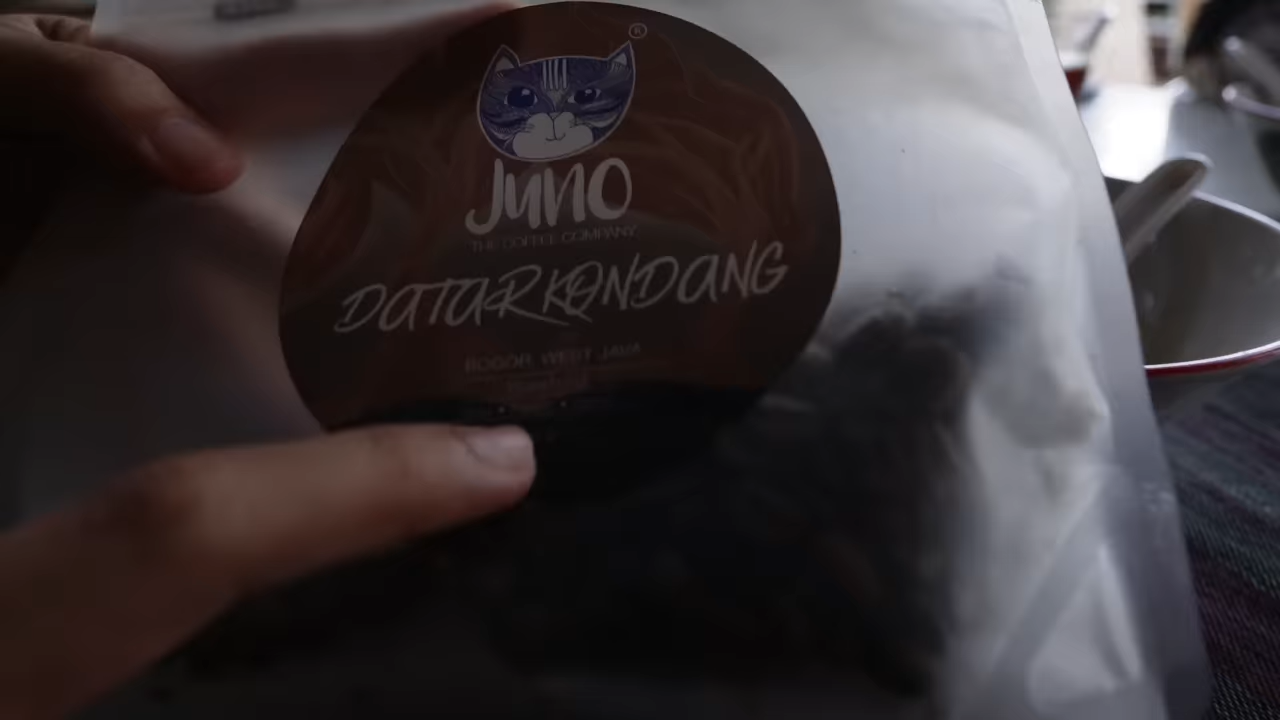 ®
Juno
THE COFFEE COMPANY
DATARKONDANG
BOGOR, WEST JAVA